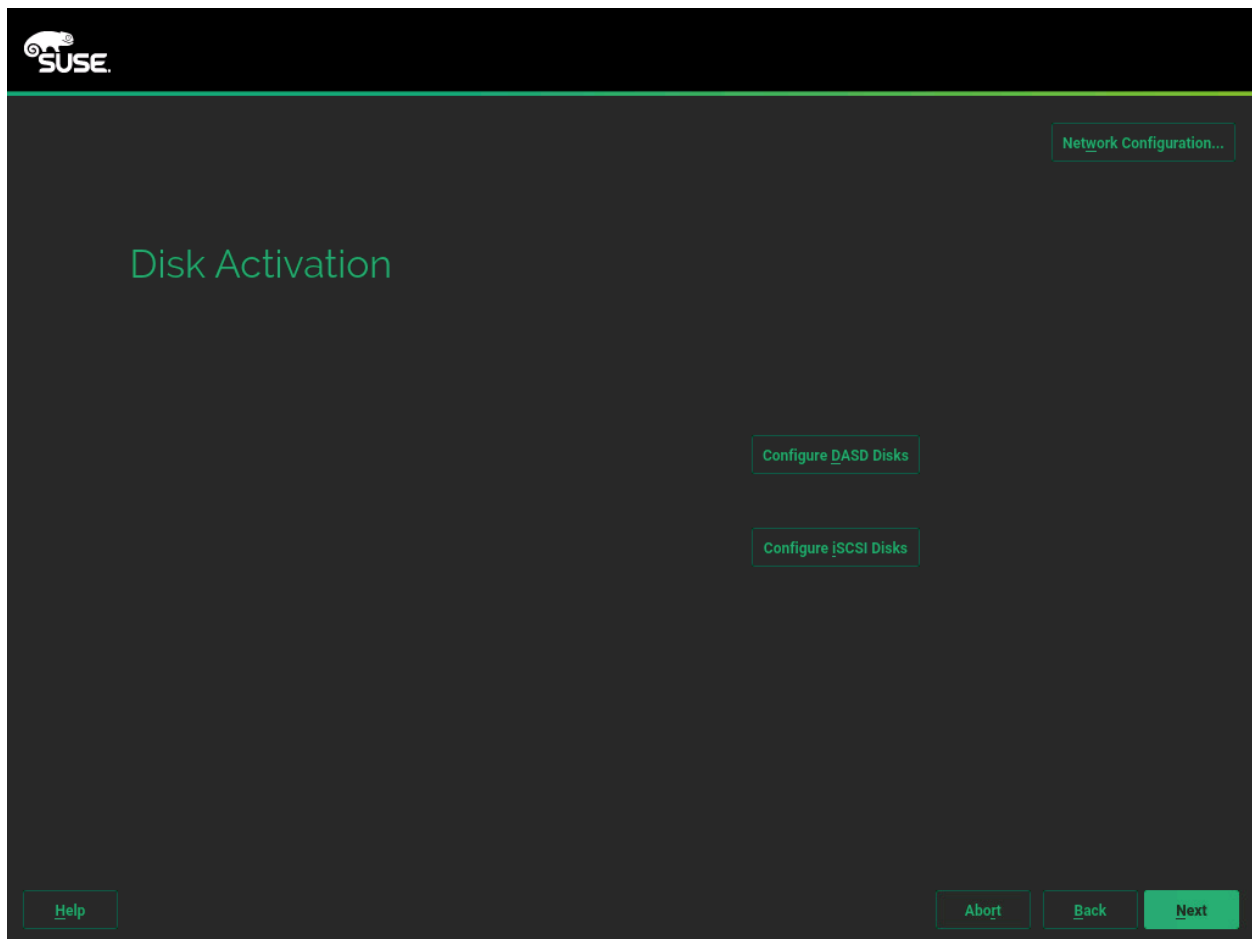 SUSE.
Network Configuration...
Disk Activation
Configure DASD Disks
Configure iSCSI Disks
Help
Abort
Back
Next